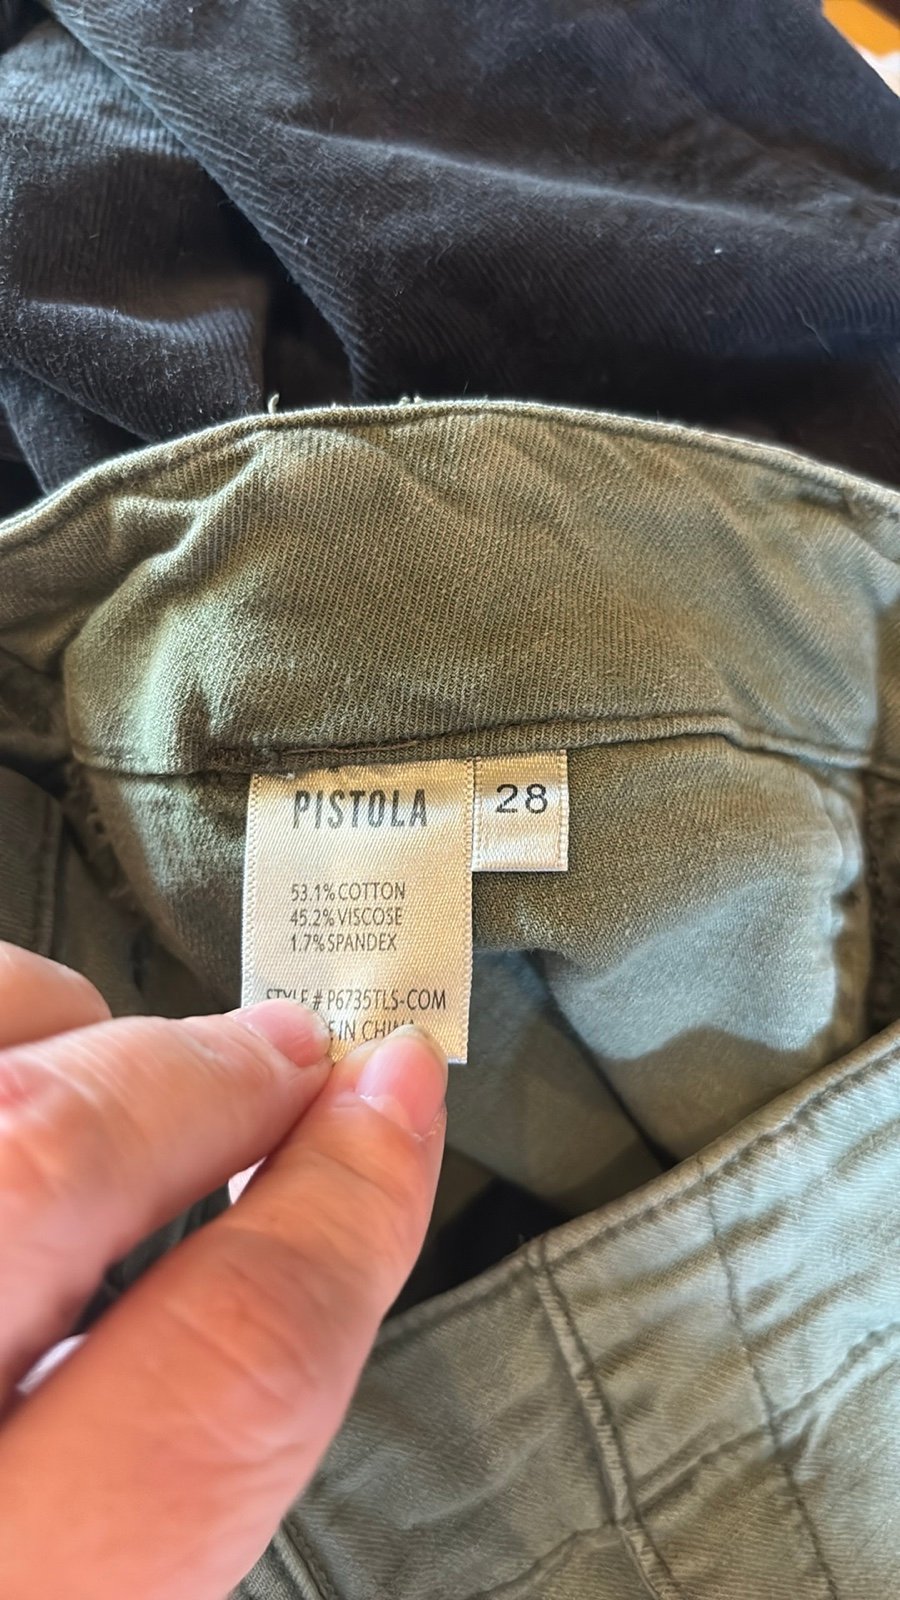 PISTOLA
28
53.1% COTTON
45.2% VISCOSE
1.7% SPANDEX
STYLE # P6735TLS-COM
IN CHINA